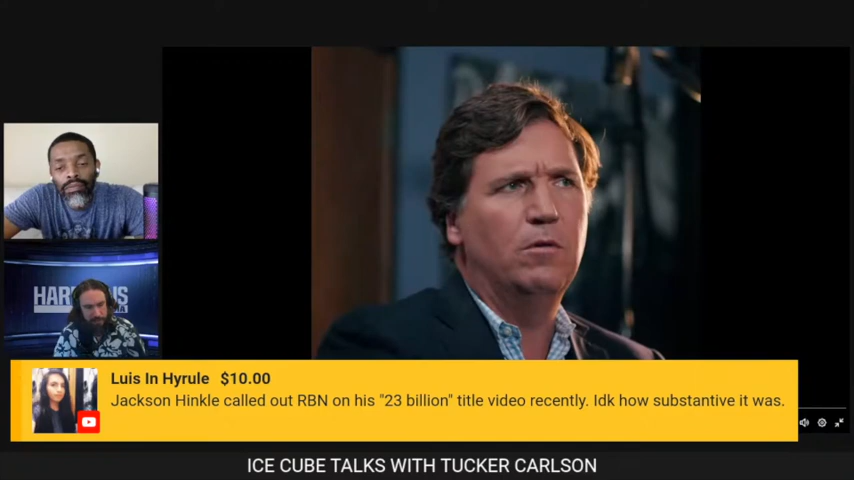 Luis In Hyrule $10.00
Jackson Hinkle called out RBN on his "23 billion" title video recently. Idk how substantive it was.
ICE CUBE TALKS WITH TUCKER CARLSON